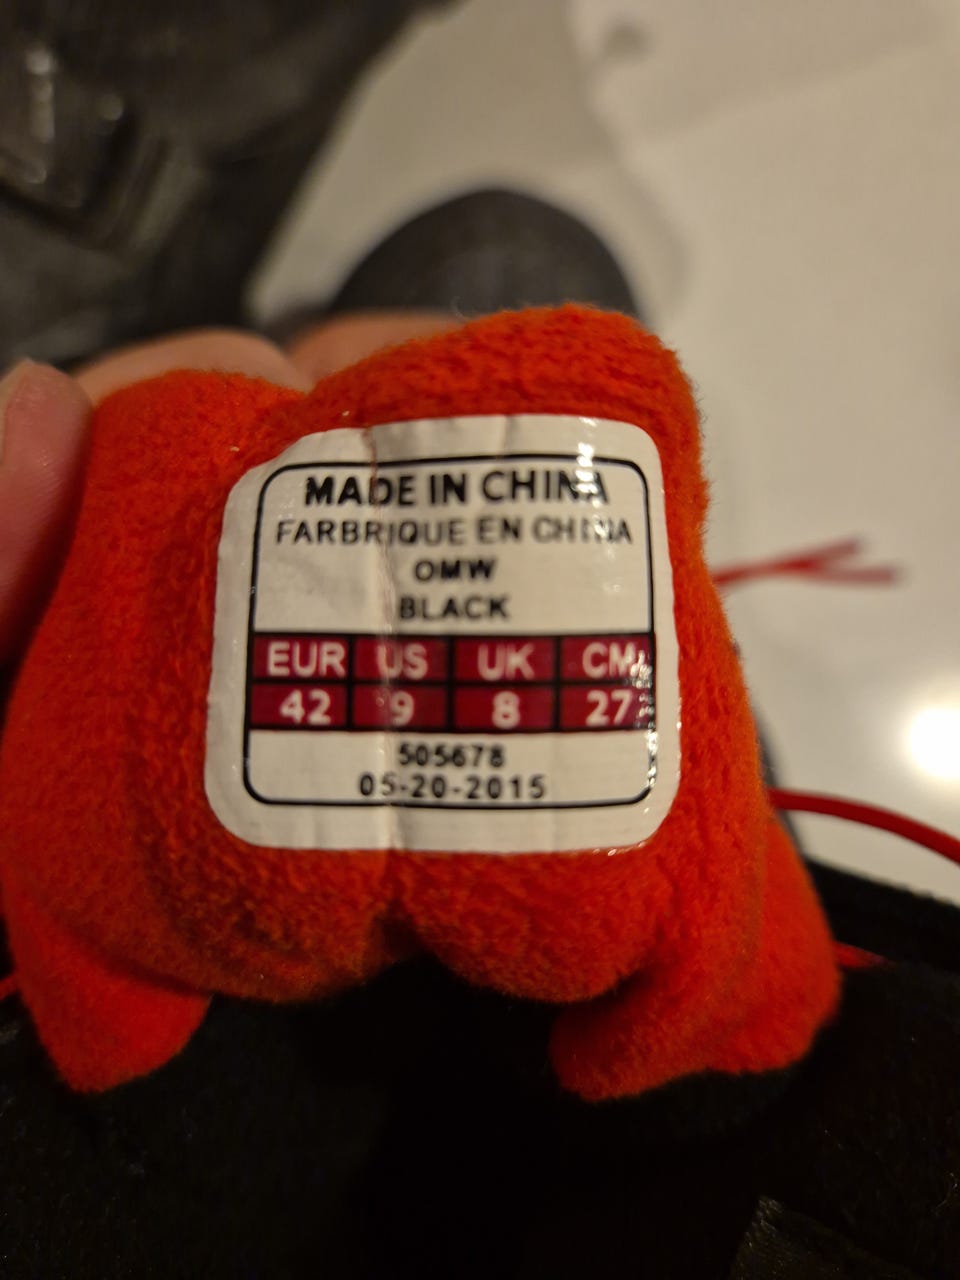 MADE IN CHINA
FARBRIQUE EN CHINA
OMW
BLACK
EUR US UK CM
42 9 8 27
505678
05-20-2015